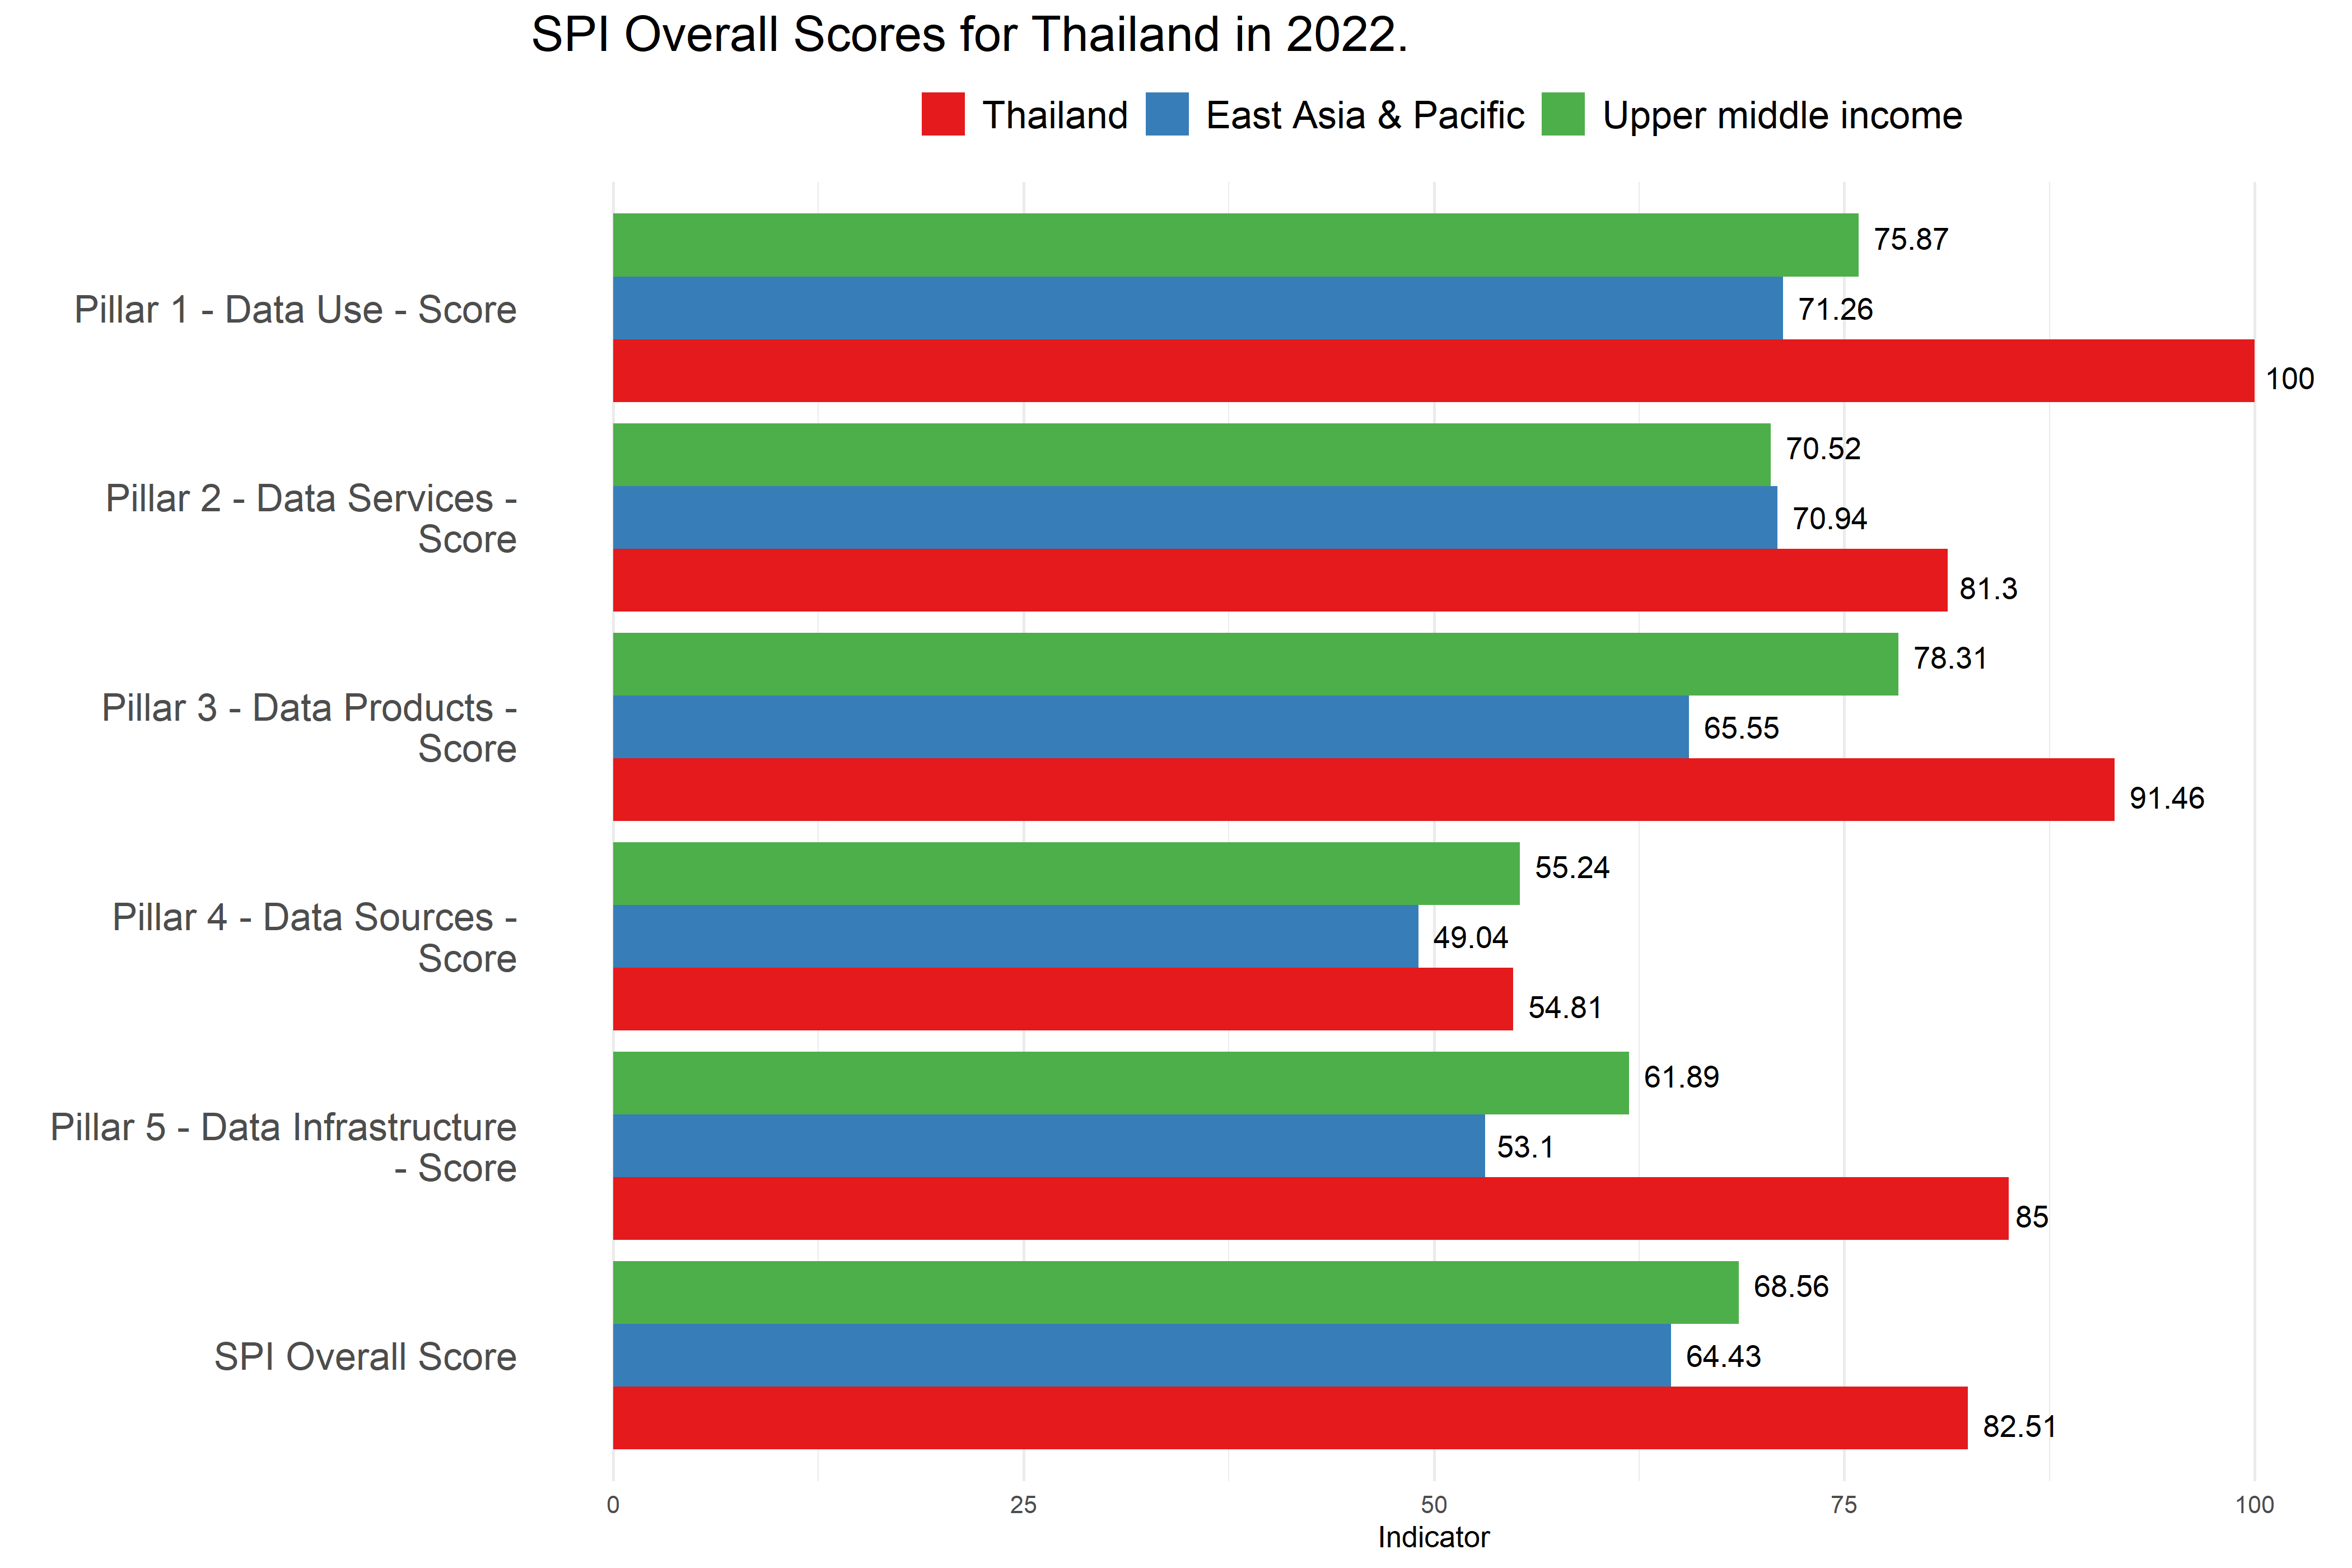 SPI Overall Scores for Thailand in 2022.
Thailand East Asia & Pacific Upper middle income
Pillar 1 - Data Use - Score
75.87
71.26
100
Pillar 2 - Data Services -
Score
70.52
70.94
81.3
Pillar 3 - Data Products -
Score
78.31
65.55
91.46
Pillar 4 - Data Sources -
Score
55.24
49.04
54.81
Pillar 5 - Data Infrastructure
- Score
61.89
53.1
85
SPI Overall Score
68.56
64.43
82.51
0 25 50 75 100
Indicator